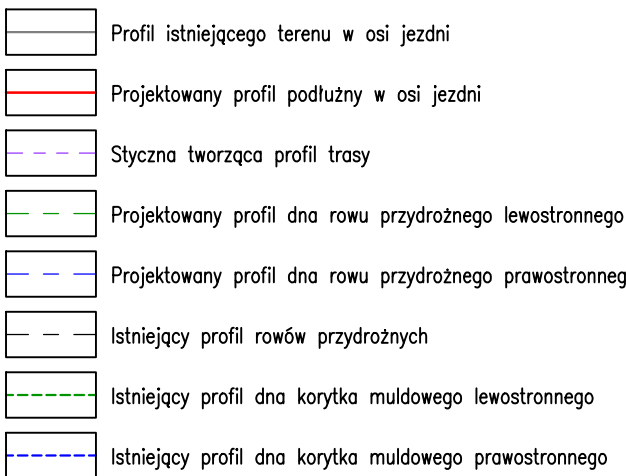 Profil istniejącego terenu w osi jezdni
Projektowany profil podłużny w osi jezdni
Styczna tworząca profil trasy
Projektowany profil dna rowu przydrożnego lewostronnego
Projektowany profil dna rowu przydrożnego prawostronneg
Istniejący profil rowów przydrożnych
Istniejący profil dna korytka muldowego lewostronnego
Istniejący profil dna korytka muldowego prawostronnego